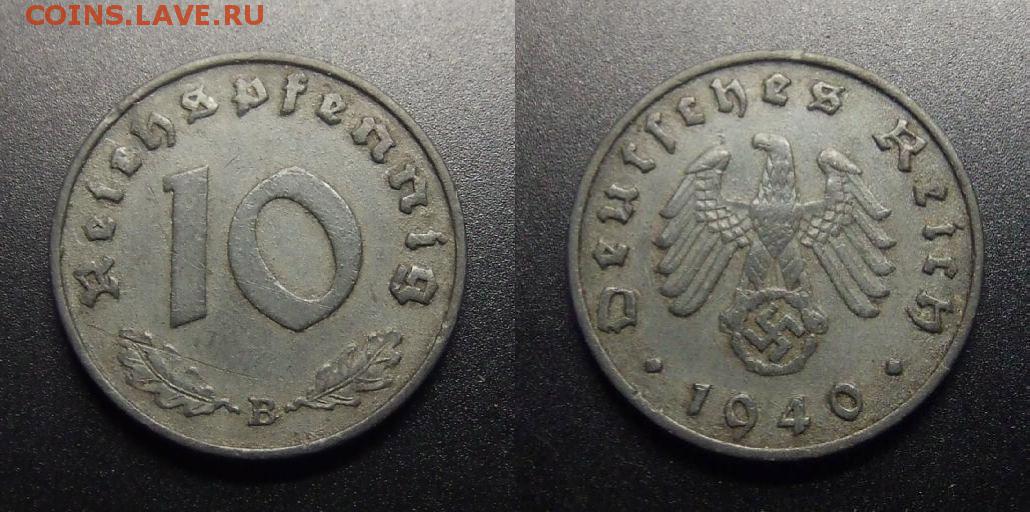 COINS.LAVE.RU
Reichspfennig
10
B
Deutsches Reich
1940